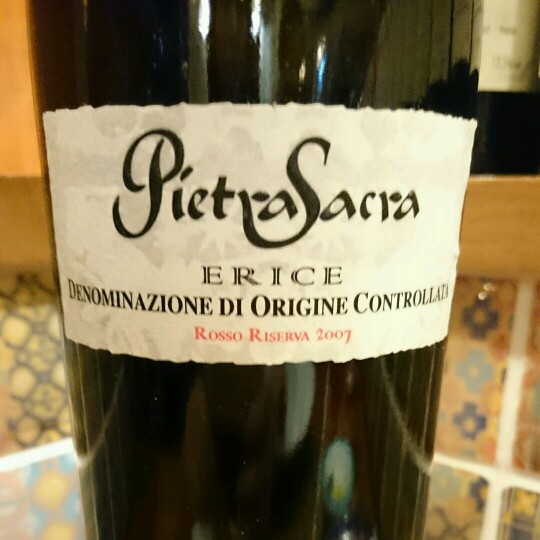 PietraSacra
ERICE
DENOMINAZIONE DI ORIGINE CONTROLLATA
ROSSO RISERVA 2007